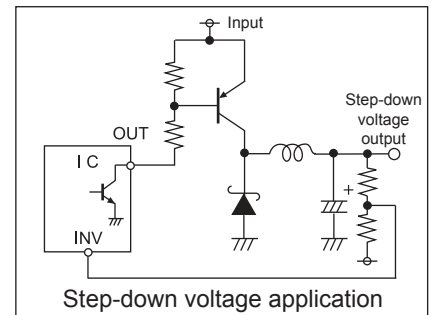 Input
Step-down
voltage
output
OUT
I C
+
INV
Step-down voltage application